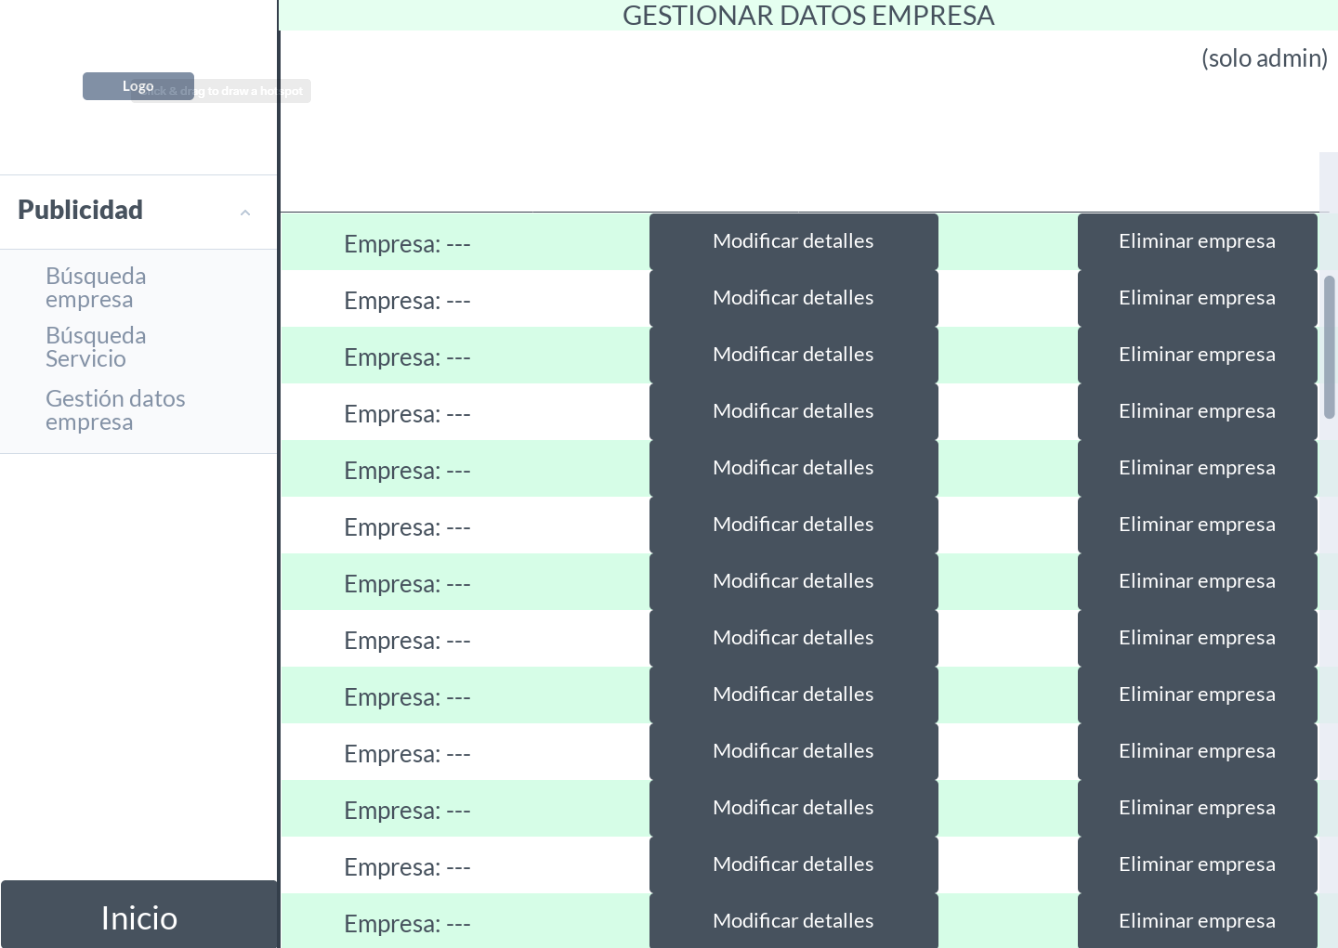 GESTIONAR DATOS EMPRESA
(solo admin)
Logo
& drag to draw a hotspot
Publicidad
Búsqueda
empresa
Búsqueda
Servicio
Gestión datos
empresa
Empresa: --- Modificar detalles Eliminar empresa
Empresa: --- Modificar detalles Eliminar empresa
Empresa: --- Modificar detalles Eliminar empresa
Empresa: --- Modificar detalles Eliminar empresa
Empresa: --- Modificar detalles Eliminar empresa
Empresa: --- Modificar detalles Eliminar empresa
Empresa: --- Modificar detalles Eliminar empresa
Empresa: --- Modificar detalles Eliminar empresa
Empresa: --- Modificar detalles Eliminar empresa
Empresa: --- Modificar detalles Eliminar empresa
Empresa: --- Modificar detalles Eliminar empresa
Empresa: --- Modificar detalles Eliminar empresa
Empresa: --- Modificar detalles Eliminar empresa
Inicio